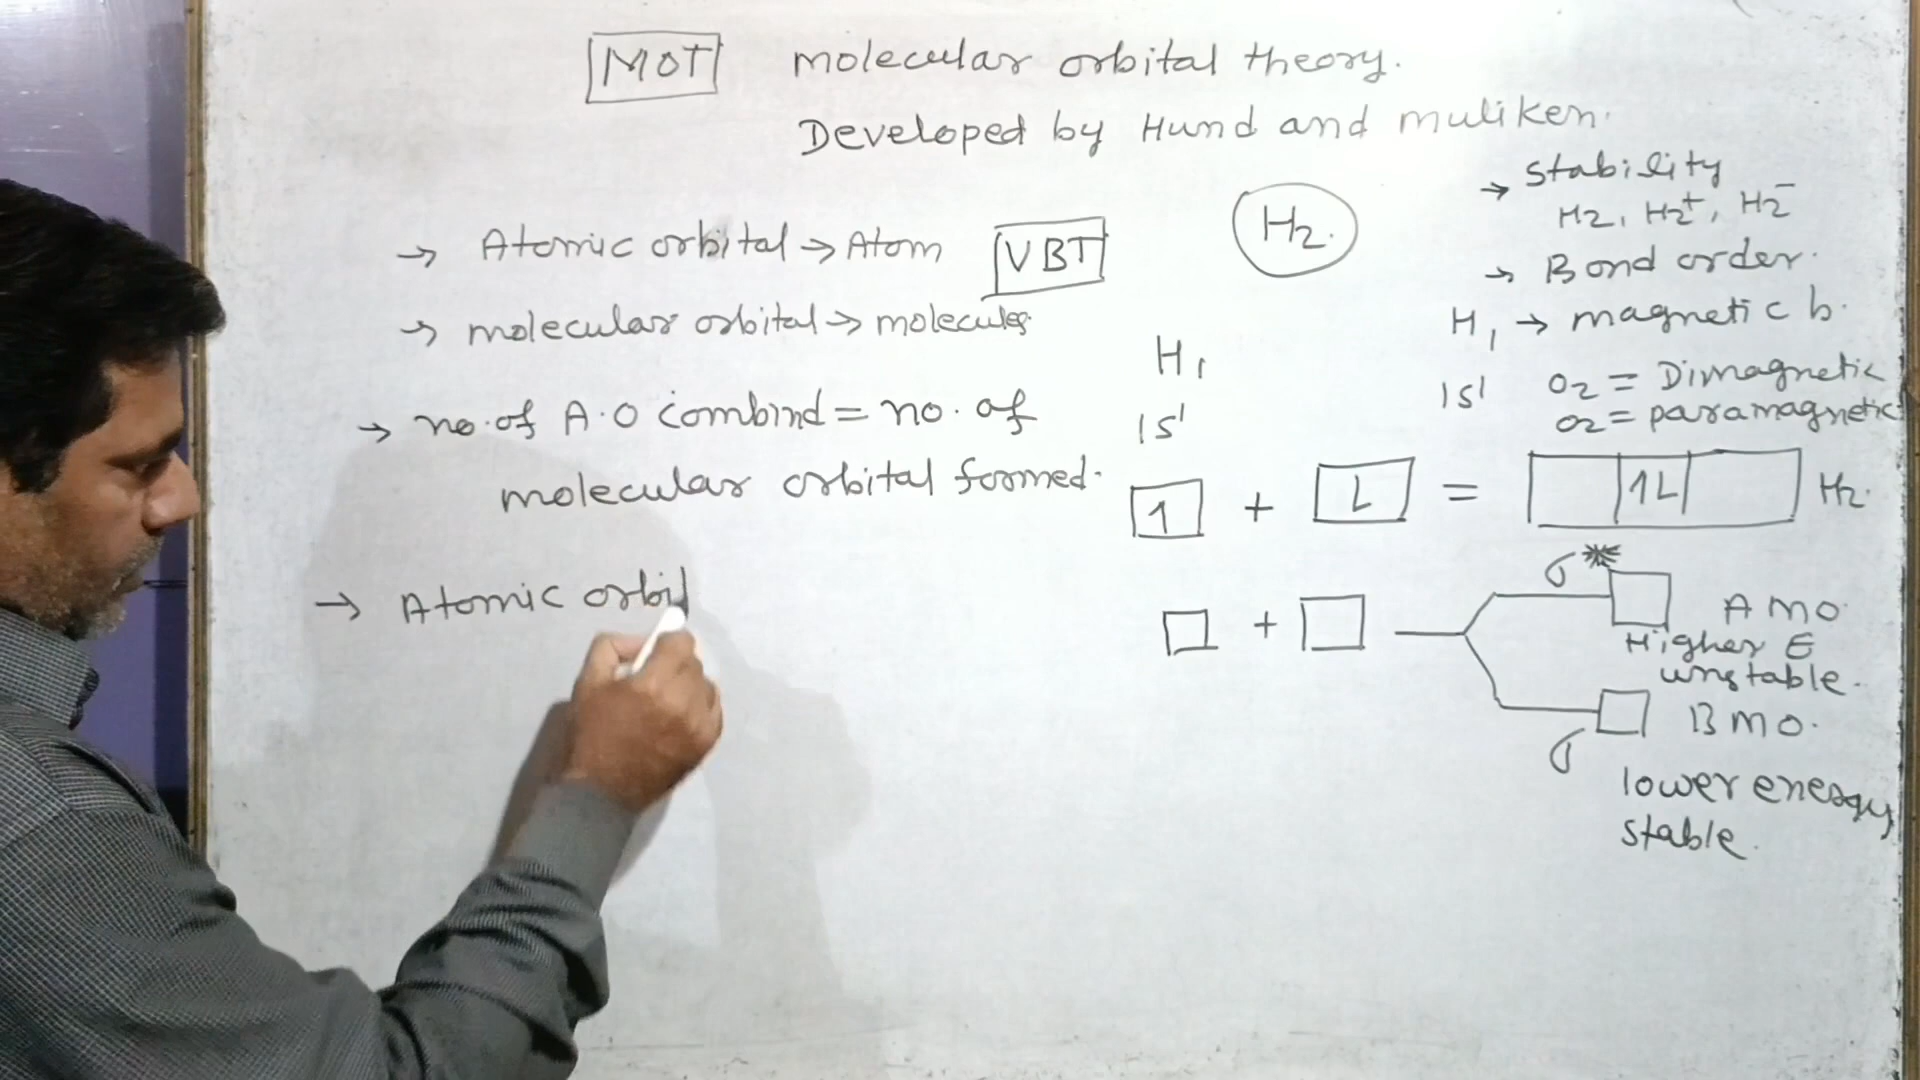 MOT molecular orbital theory.
Developed by Hund and muliken.
→ Atomic orbital → Atom VBT
→ molecular orbital → molecules.
→ no. of A.O combind = no. of
molecular orbital formed.
→ Atomic orbit
H2.
→ Stability
H2, H2+, H2-
→ Bond order.
H1 → magnetic b.
1s1 O2 = Dimagnetic
O2 = paramagnetic
H1
1s1
1 + L = 1L H2.
σ* AMO
Higher E
unstable.
σ BMO.
lower energy
stable.